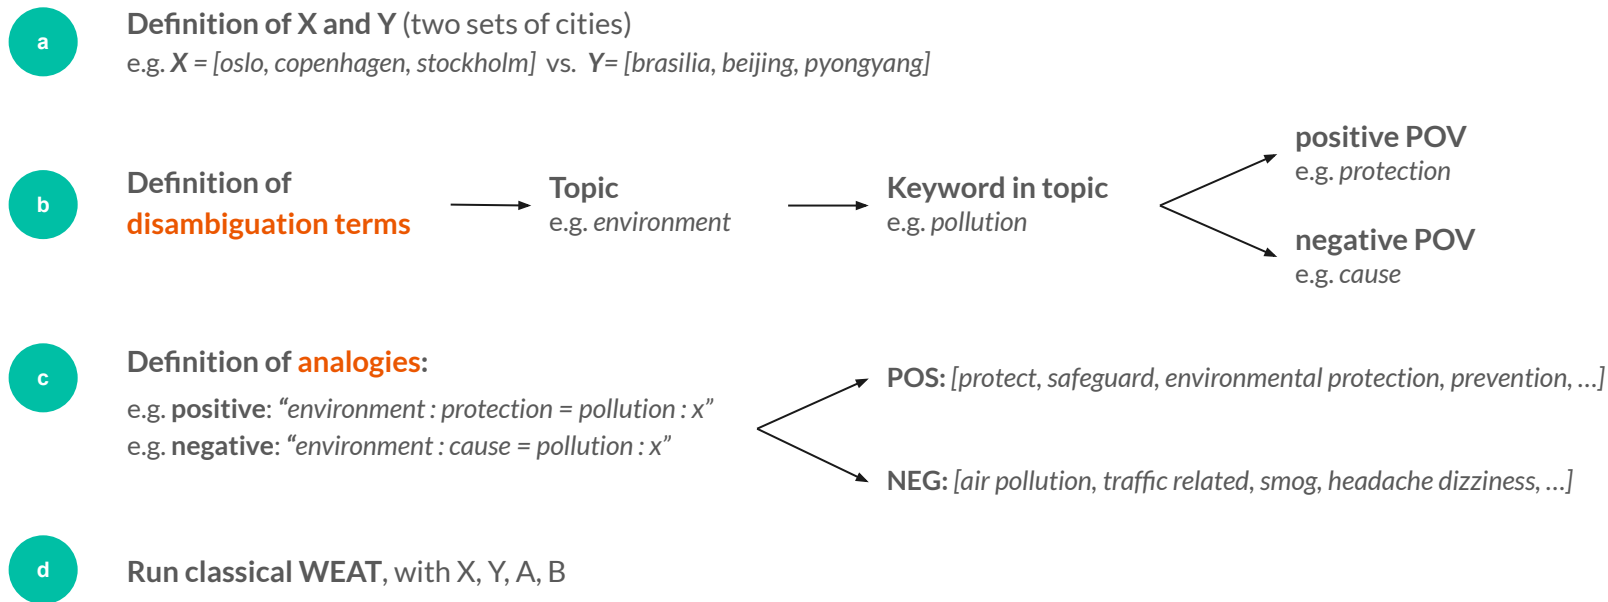 a
Definition of X and Y (two sets of cities)
e.g. X = [oslo, copenhagen, stockholm] vs. Y= [brasilia, beijing, pyongyang]
b
Definition of
disambiguation terms
Topic
e.g. environment
Keyword in topic
e.g. pollution
positive POV
e.g. protection
negative POV
e.g. cause
c
Definition of analogies:
e.g. positive: “environment : protection = pollution : x”
e.g. negative: “environment : cause = pollution : x”
POS: [protect, safeguard, environmental protection, prevention, …]
NEG: [air pollution, traffic related, smog, headache dizziness, …]
d
Run classical WEAT, with X, Y, A, B